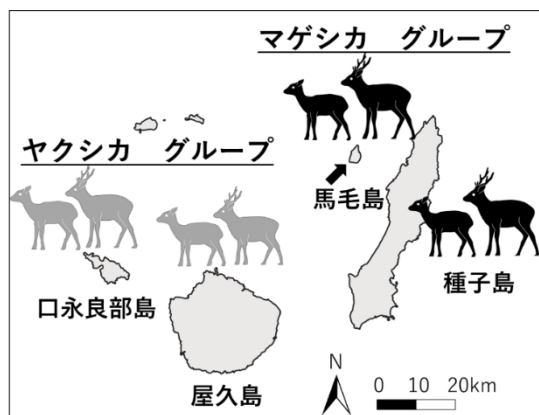 マゲシカ　グループ
ヤクシカ　グループ
馬毛島
種子島
口永良部島
屋久島
N
0 10 20km